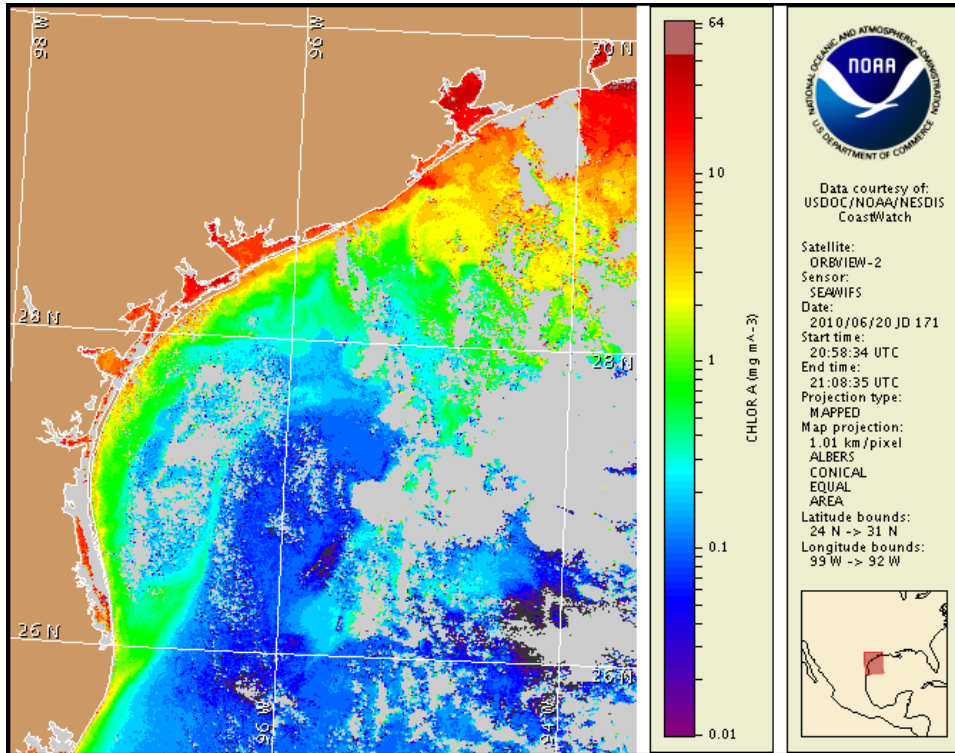 98 W
96 W
30 N
28 N
28 N
26 N
26 N
96 W
94 W
64
10
1
0.1
0.01
CHLOR A (mg m^-3)
NATIONAL OCEANIC AND ATMOSPHERIC ADMINISTRATION
NOAA
U.S. DEPARTMENT OF COMMERCE
Data courtesy of:
USDOC/NOAA/NESDIS
CoastWatch
Satellite:
ORBVIEW-2
Sensor:
SEAWIFS
Date:
2010/06/20 JD 171
Start time:
20:58:34 UTC
End time:
21:08:35 UTC
Projection type:
MAPPED
Map projection:
1.01 km/pixel
ALBERS
CONICAL
EQUAL
AREA
Latitude bounds:
24 N -> 31 N
Longitude bounds:
99 W -> 92 W